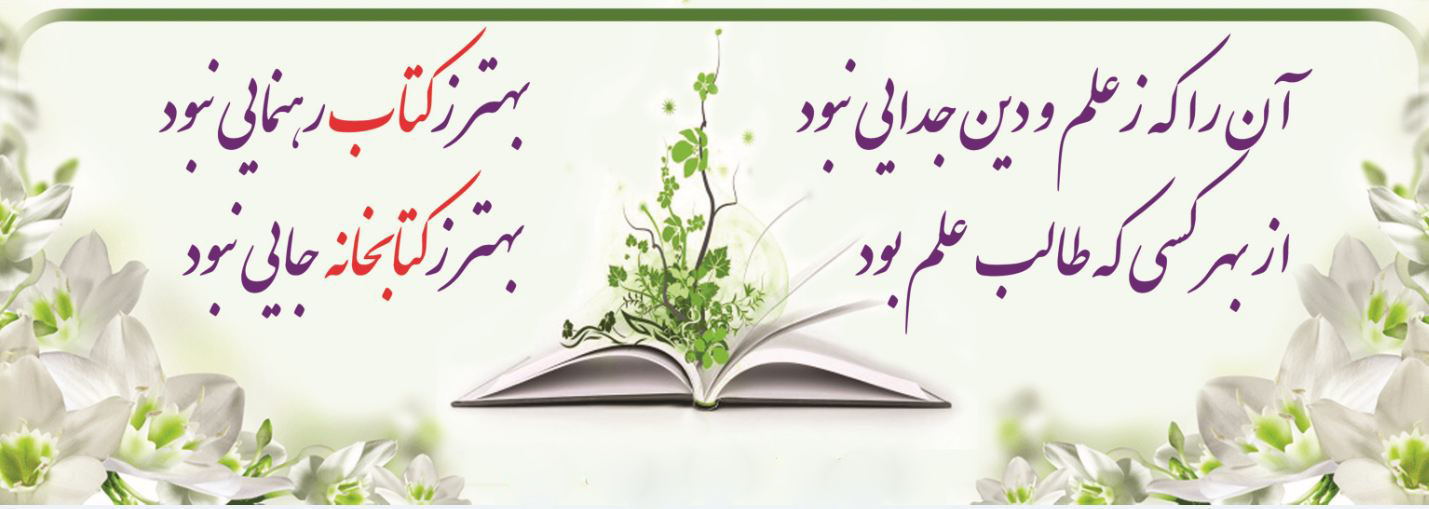 آن را که ز علم و دین جدایی نبود
بهتر ز کتاب رهنمایی نبود
از بهر کسی که طالب علم بود
بهتر ز کتابخانه جایی نبود